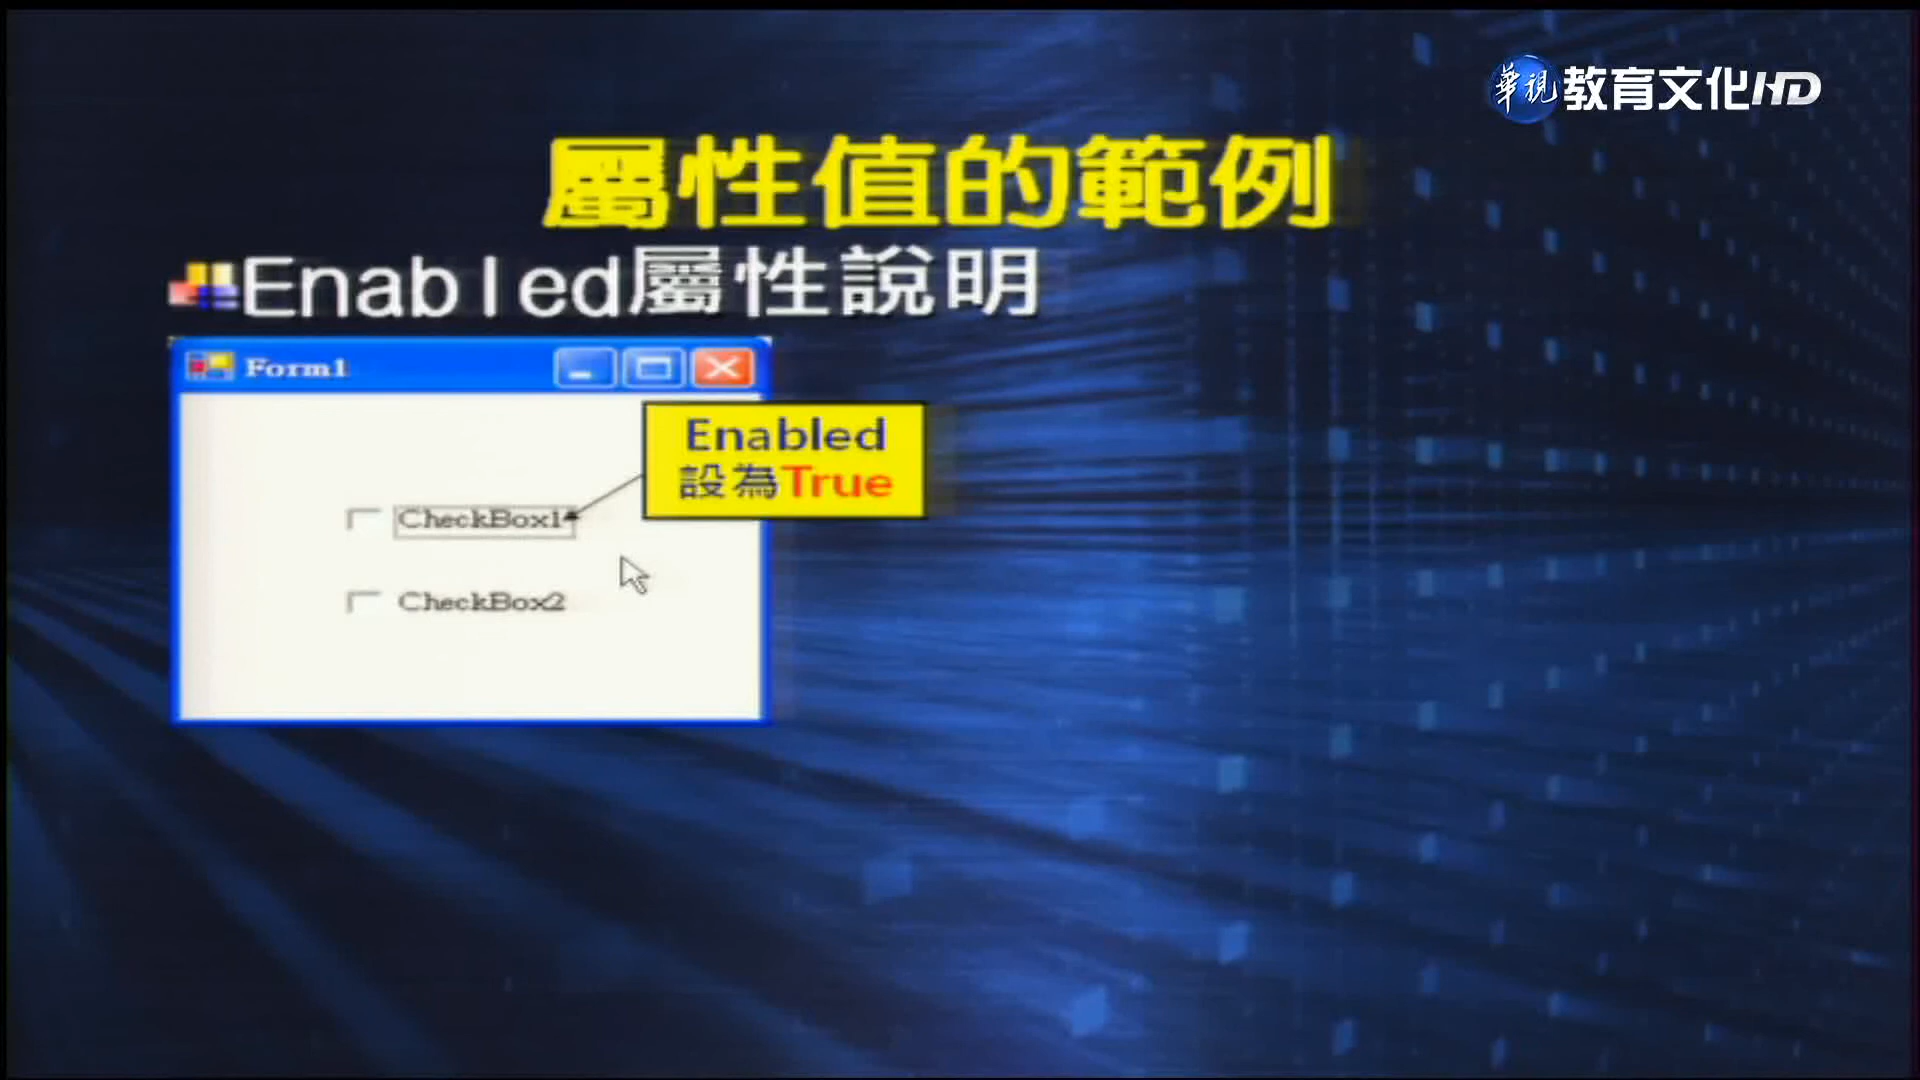 華視 教育文化HD
屬性值的範例
Enabled屬性說明
Form1
Enabled
設為True
CheckBox1
CheckBox2